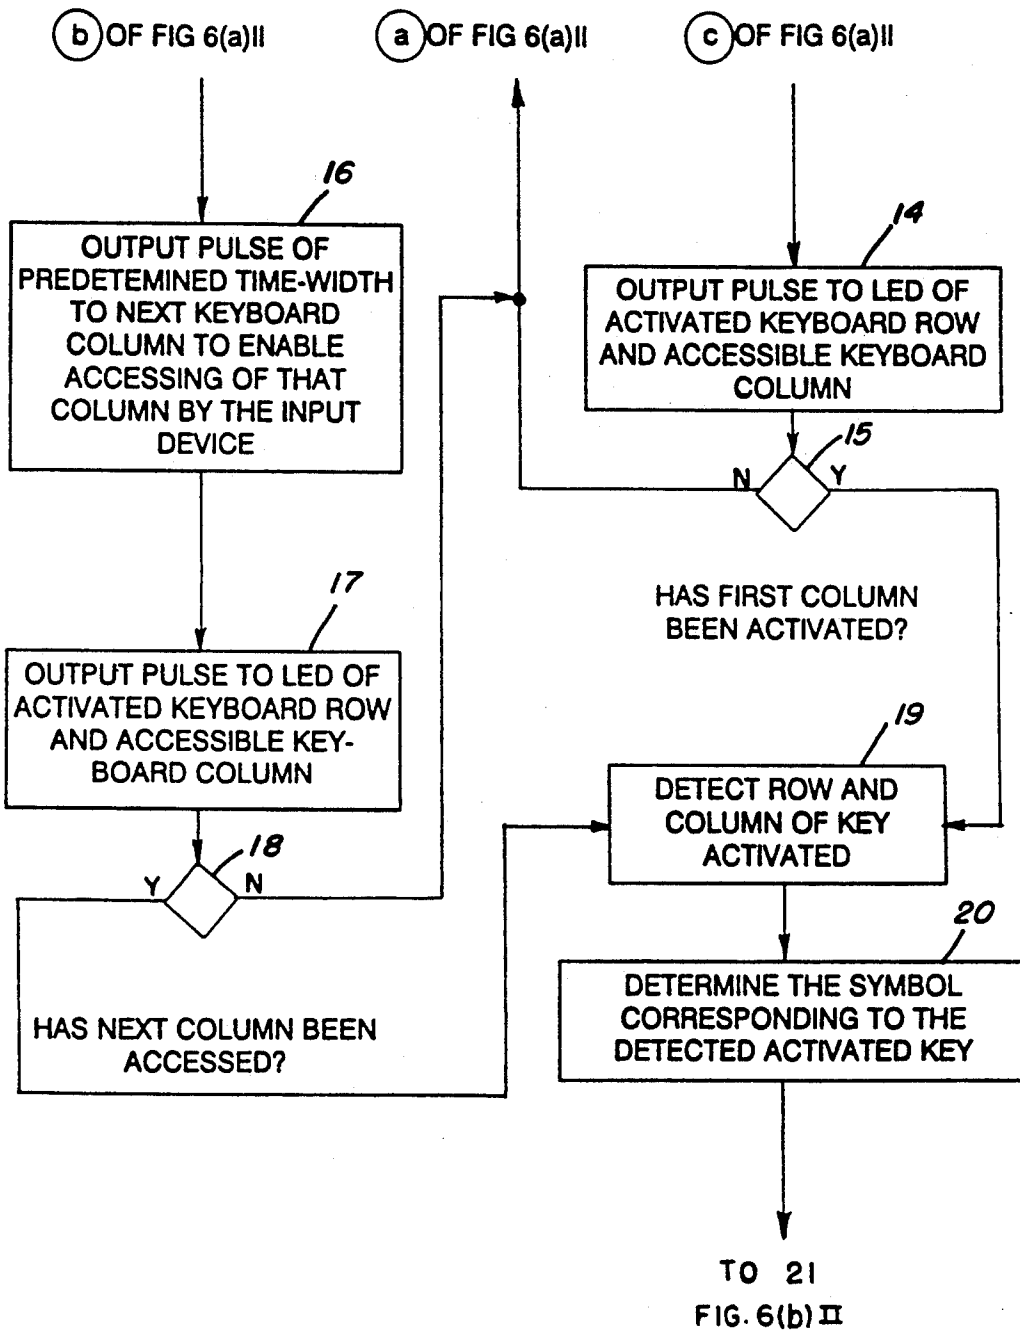 b OF FIG 6(a)II
a OF FIG 6(a)II
c OF FIG 6(a)II
16
OUTPUT PULSE OF
PREDETEMINED TIME-WIDTH
TO NEXT KEYBOARD
COLUMN TO ENABLE
ACCESSING OF THAT
COLUMN BY THE INPUT
DEVICE
14
OUTPUT PULSE TO LED OF
ACTIVATED KEYBOARD ROW
AND ACCESSIBLE KEYBOARD
COLUMN
15
N
Y
HAS FIRST COLUMN
BEEN ACTIVATED?
17
OUTPUT PULSE TO LED OF
ACTIVATED KEYBOARD ROW
AND ACCESSIBLE KEY-
BOARD COLUMN
18
Y
N
HAS NEXT COLUMN BEEN
ACCESSED?
19
DETECT ROW AND
COLUMN OF KEY
ACTIVATED
20
DETERMINE THE SYMBOL
CORRESPONDING TO THE
DETECTED ACTIVATED KEY
TO 21
FIG. 6(b) II